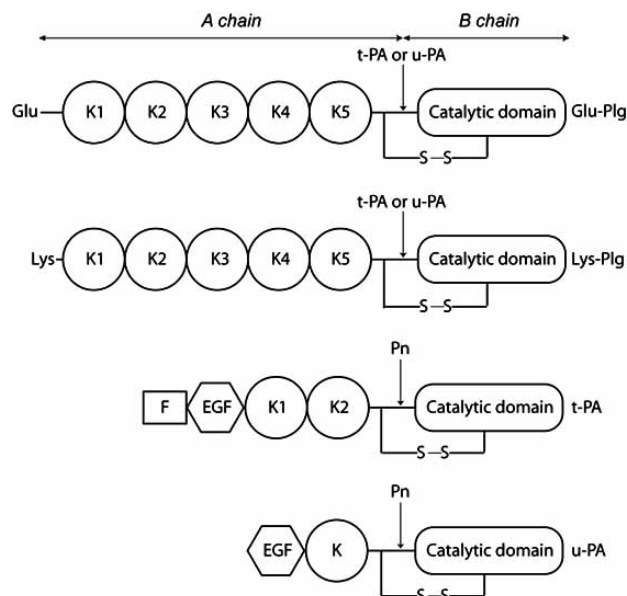 A chain B chain
t-PA or u-PA
Glu K1 K2 K3 K4 K5 Catalytic domain Glu-Plg
S S
t-PA or u-PA
Lys K1 K2 K3 K4 K5 Catalytic domain Lys-Plg
S S
Pn
F EGF K1 K2 Catalytic domain t-PA
S S
Pn
EGF K Catalytic domain u-PA
S S